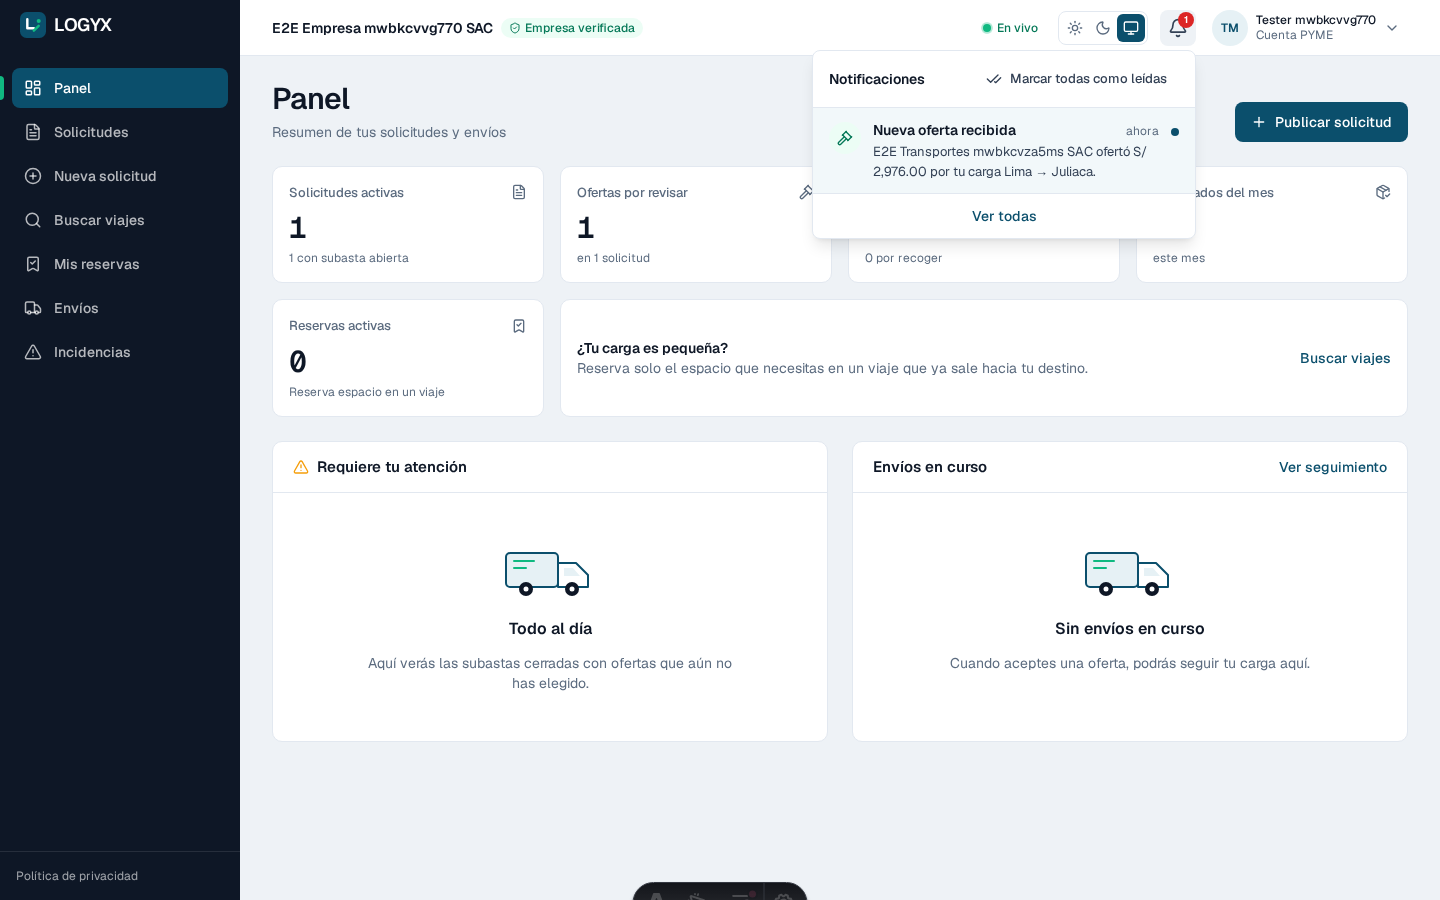 LOGYX
E2E Empresa mwbkcvvg770 SAC
Empresa verificada
En vivo
1
TM
Tester mwbkcvvg770
Cuenta PYME
Panel
Solicitudes
Nueva solicitud
Buscar viajes
Mis reservas
Envíos
Incidencias
Política de privacidad
Panel
Resumen de tus solicitudes y envíos
Publicar solicitud
Notificaciones
Marcar todas como leídas
Nueva oferta recibida
ahora
E2E Transportes mwbkcvza5ms SAC ofertó S/
2,976.00 por tu carga Lima → Juliaca.
Ver todas
Solicitudes activas
1
1 con subasta abierta
Ofertas por revisar
1
en 1 solicitud
0 por recoger
del mes
este mes
Reservas activas
0
Reserva espacio en un viaje
¿Tu carga es pequeña?
Reserva solo el espacio que necesitas en un viaje que ya sale hacia tu destino.
Buscar viajes
Requiere tu atención
Todo al día
Aquí verás las subastas cerradas con ofertas que aún no
has elegido.
Envíos en curso
Ver seguimiento
Sin envíos en curso
Cuando aceptes una oferta, podrás seguir tu carga aquí.